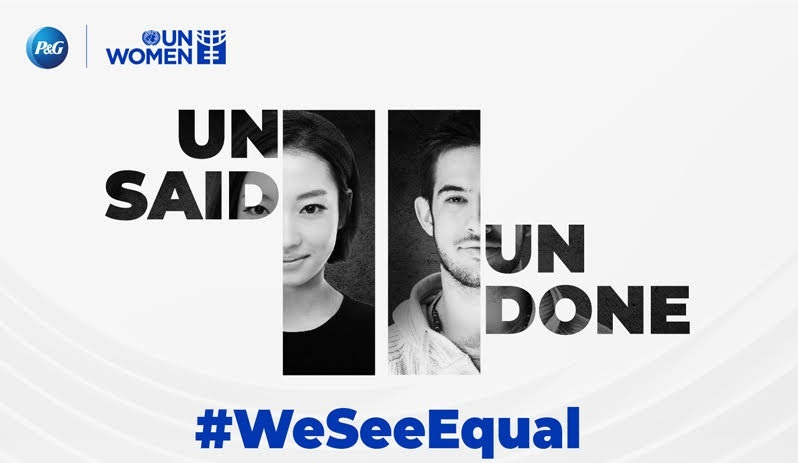 P&G
UN
WOMEN
UN
SAID
UN
DONE
#WeSeeEqual